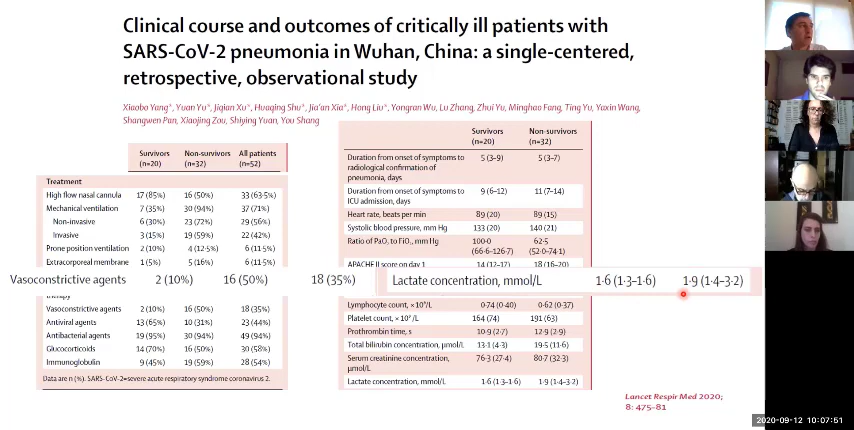 Clinical course and outcomes of critically ill patients with
SARS-CoV-2 pneumonia in Wuhan, China: a single-centered,
retrospective, observational study
Xiaobo Yang*, Yuan Yu*, Jiqian Xu*, Huaqing Shu*, Jia'an Xia*, Hong Liu*, Yongran Wu, Lu Zhang, Zhui Yu, Minghao Fang, Ting Yu, Yaxin Wang,
Shangwen Pan, Xiaojing Zou, Shiying Yuan, You Shang
Survivors (n=20) Non-survivors (n=32) All patients (n=52)
Treatment
High flow nasal cannula 17 (85%) 16 (50%) 33 (63·5%)
Mechanical ventilation 7 (35%) 30 (94%) 37 (71%)
Non-invasive 6 (30%) 23 (72%) 29 (56%)
Invasive 3 (15%) 19 (59%) 22 (42%)
Prone position ventilation 2 (10%) 4 (12·5%) 6 (11·5%)
Extracorporeal membrane 1 (5%) 5 (16%) 6 (11·5%)
Vasoconstrictive agents 2 (10%) 16 (50%) 18 (35%)
therapy
Vasoconstrictive agents 2 (10%) 16 (50%) 18 (35%)
Antiviral agents 13 (65%) 10 (31%) 23 (44%)
Antibacterial agents 19 (95%) 30 (94%) 49 (94%)
Glucocorticoids 14 (70%) 16 (50%) 30 (58%)
Immunoglobulin 9 (45%) 19 (59%) 28 (54%)
Data are n (%). SARS-CoV-2=severe acute respiratory syndrome coronavirus 2.
Survivors (n=20) Non-survivors (n=32)
Duration from onset of symptoms to 5 (3–9) 5 (3–7)
radiological confirmation of
pneumonia, days
Duration from onset of symptoms to 9 (6–12) 11 (7–14)
ICU admission, days
Heart rate, beats per min 89 (20) 89 (15)
Systolic blood pressure, mm Hg 133 (20) 140 (21)
Ratio of PaO₂ to FiO₂, mm Hg 100·0 62·5
(66·6–126·7) (52·0–74·1)
APACHE II score on day 1 14 (12–17) 18 (16–20)
Lactate concentration, mmol/L 1·6 (1·3–1·6) 1·9 (1·4–3·2)
Lymphocyte count, ×10⁹/L 0·74 (0·40) 0·62 (0·37)
Platelet count, ×10⁹/L 164 (74) 191 (63)
Prothrombin time, s 10·9 (2·7) 12·9 (2·9)
Total bilirubin concentration, μmol/L 13·1 (4·3) 19·5 (11·6)
Serum creatinine concentration, 76·3 (27·4) 80·7 (32·3)
μmol/L
Lactate concentration, mmol/L 1·6 (1·3–1·6) 1·9 (1·4–3·2)
Lancet Respir Med 2020;
8: 475–81
2020-09-12 10:07:51